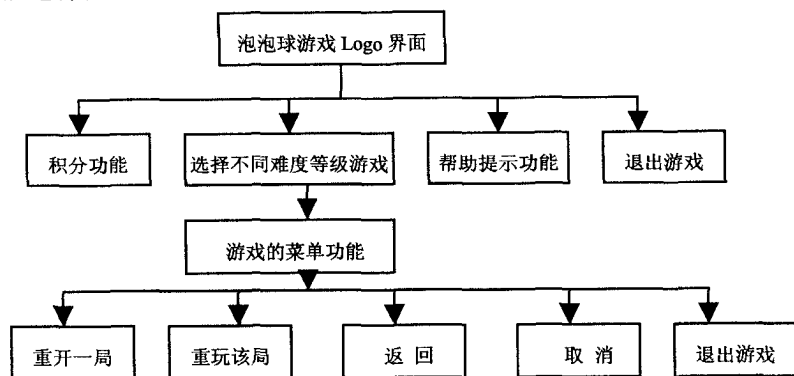 泡泡球游戏 Logo 界面
积分功能
选择不同难度等级游戏
帮助提示功能
退出游戏
游戏的菜单功能
重开一局
重玩该局
返 回
取 消
退出游戏